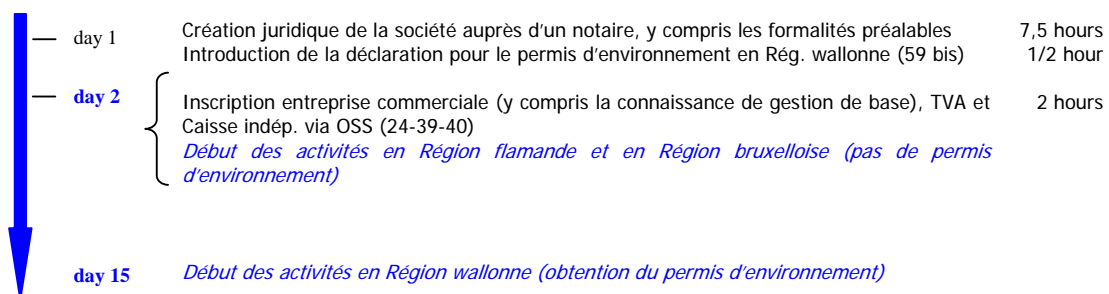 day 1 Création juridique de la société auprès d'un notaire, y compris les formalités préalables 7,5 hours
Introduction de la déclaration pour le permis d'environnement en Rég. wallonne (59 bis) 1/2 hour
day 2 Inscription entreprise commerciale (y compris la connaissance de gestion de base), TVA et 2 hours
Caisse indép. via OSS (24-39-40)
Début des activités en Région flamande et en Région bruxelloise (pas de permis
d'environnement)
day 15 Début des activités en Région wallonne (obtention du permis d'environnement)